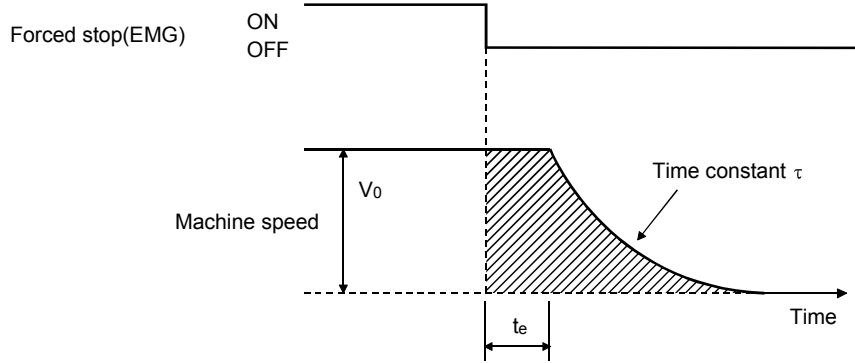 ON
Forced stop(EMG)
OFF
V0
Time constant τ
Machine speed
Time
te